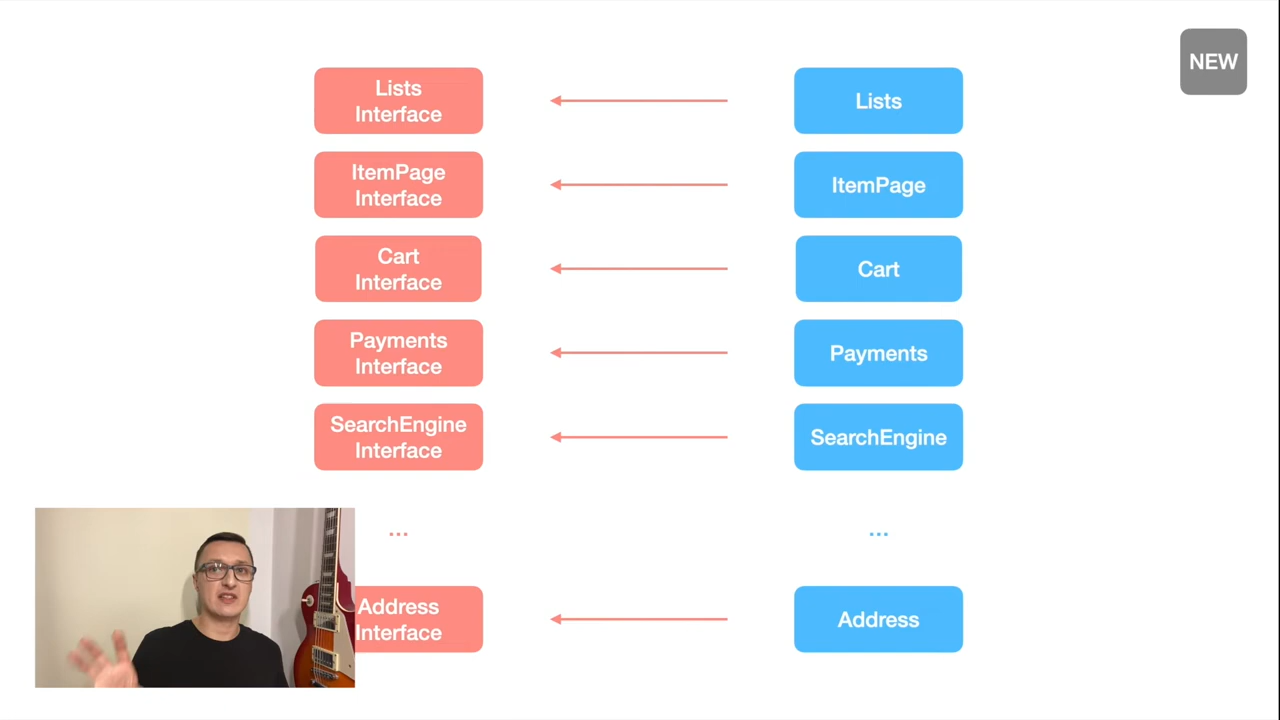 NEW
Lists
Interface
Lists
ItemPage
Interface
ItemPage
Cart
Interface
Cart
Payments
Interface
Payments
SearchEngine
Interface
SearchEngine
...
...
Address
Interface
Address